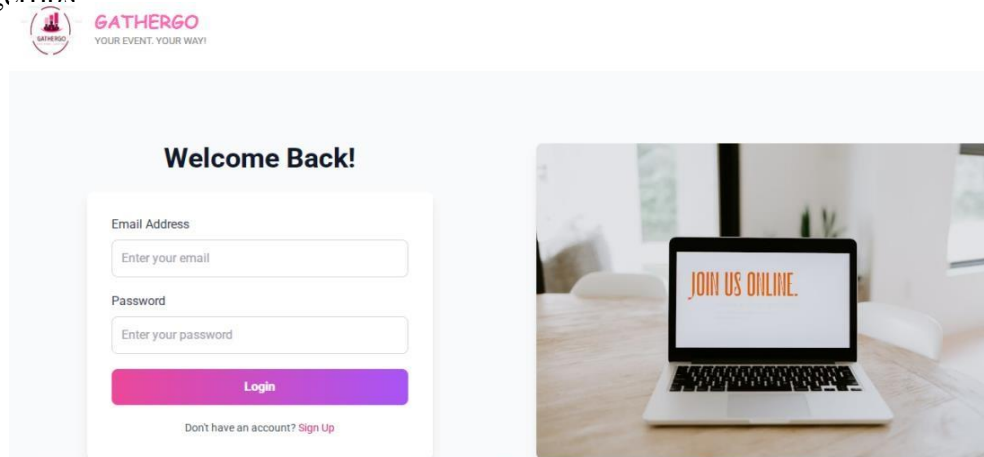 GATHERGO
GATHERGO
YOUR EVENT. YOUR WAY!
Welcome Back!
Email Address
Enter your email
Password
Enter your password
Login
Don't have an account? Sign Up
JOIN US ONLINE.